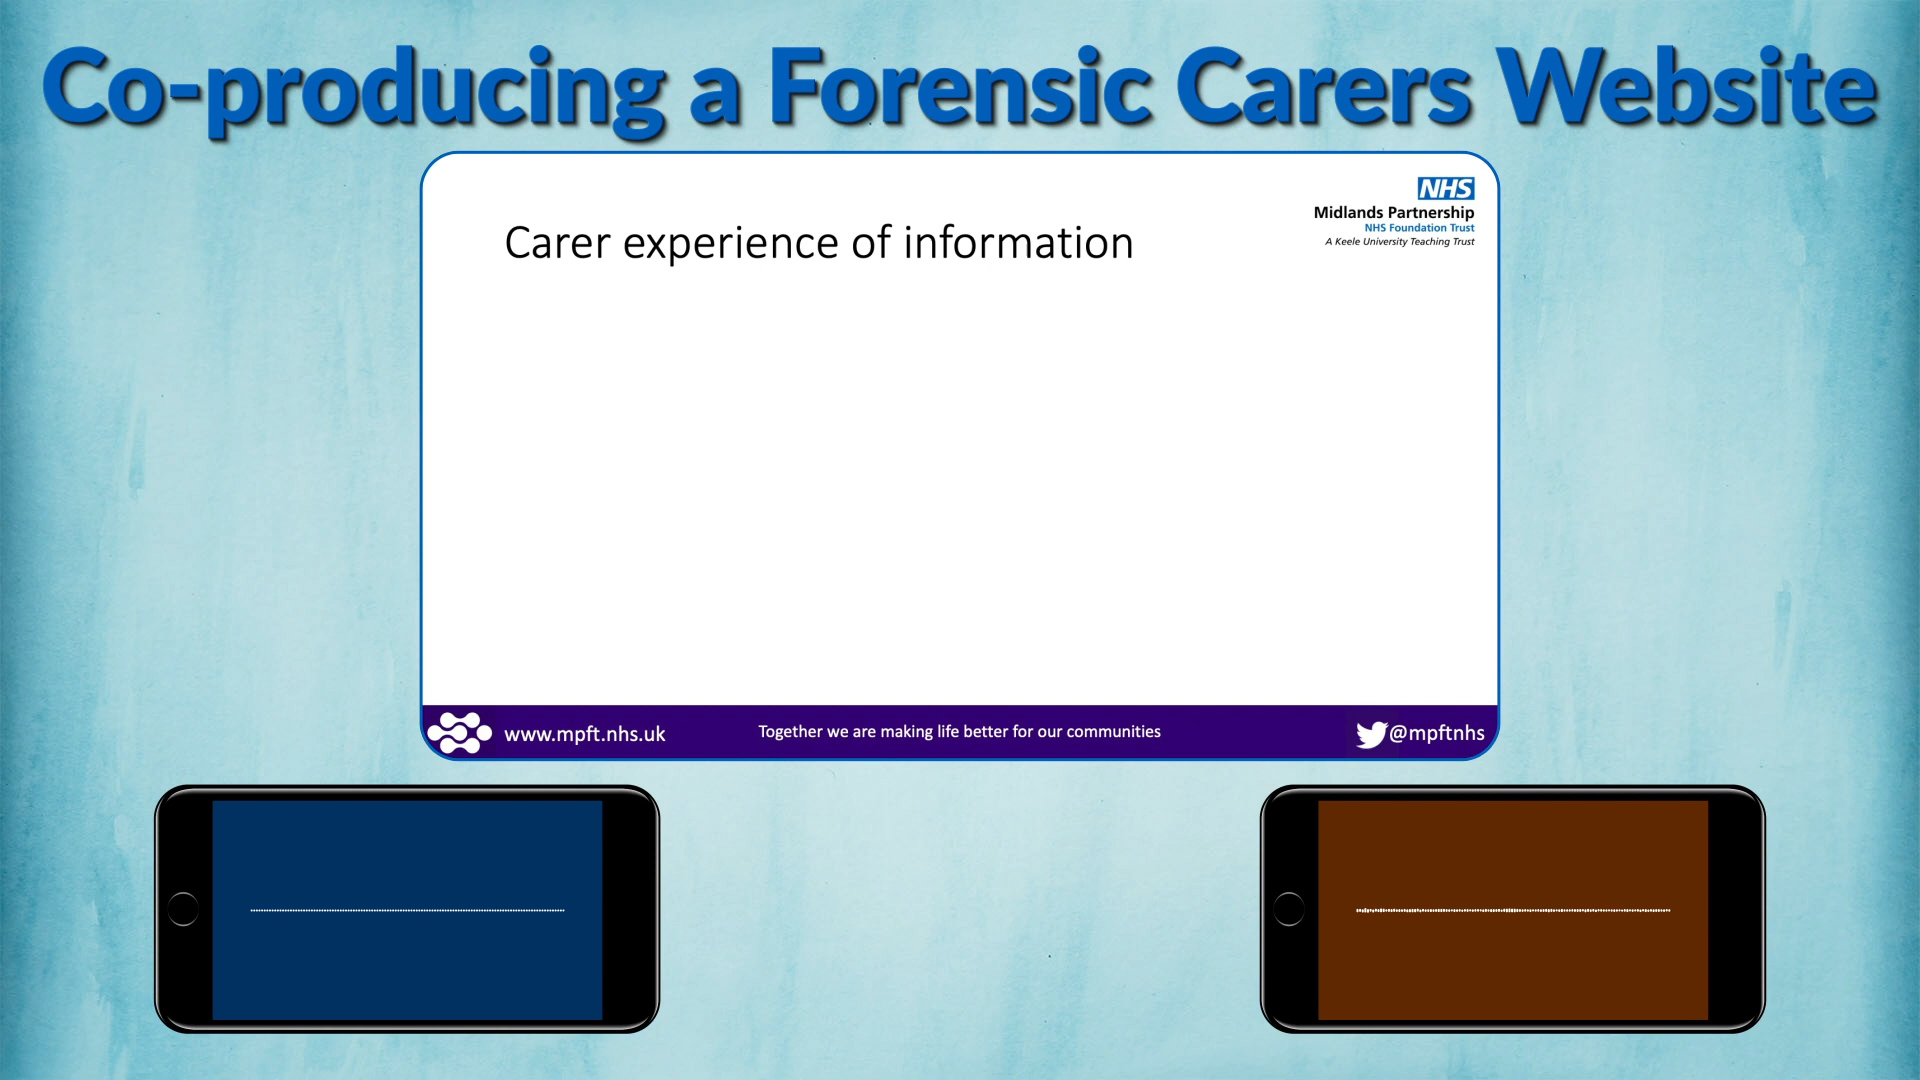 Co-producing a Forensic Carers Website
NHS
Midlands Partnership
NHS Foundation Trust
A Keele University Teaching Trust
Carer experience of information
www.mpft.nhs.uk
Together we are making life better for our communities
@mpftnhs